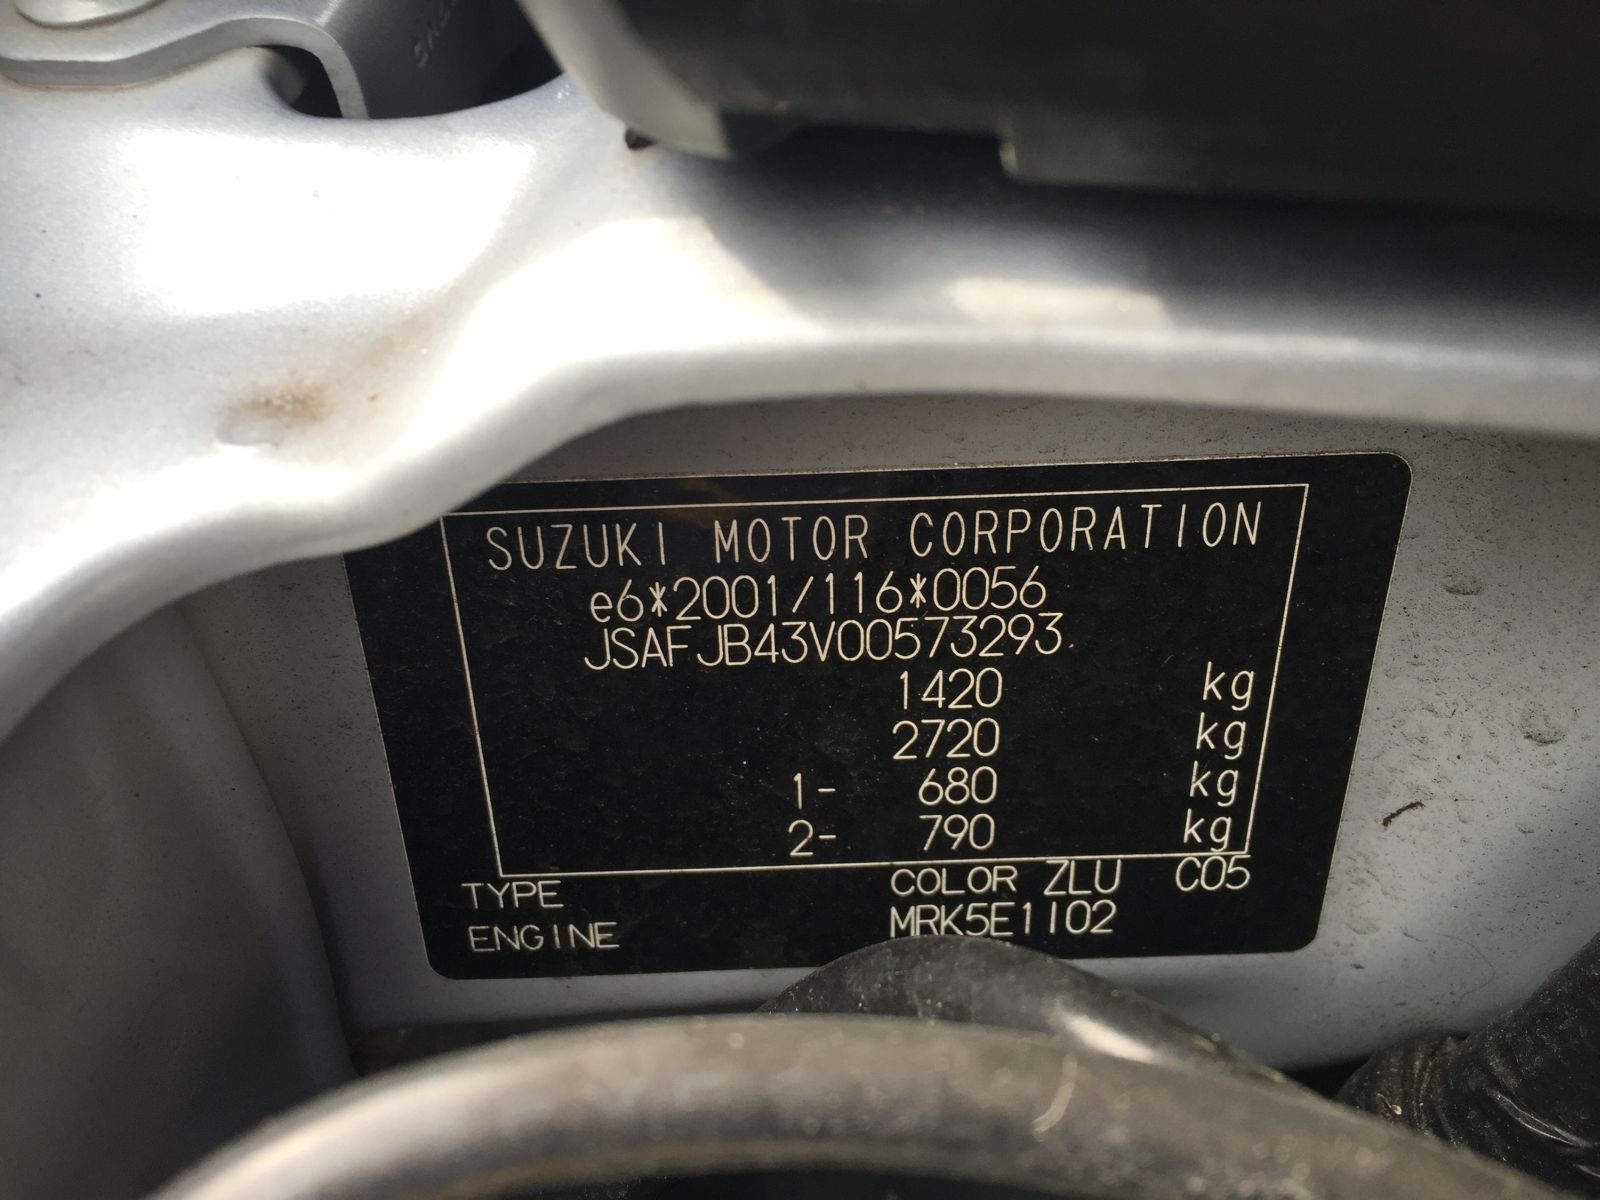 SUZUKI MOTOR CORPORATION
e6*2001/116*0056
JSAFJB43V00573293
1420 kg
2720 kg
1- 680 kg
2- 790 kg
TYPE COLOR ZLU C05
ENGINE MRK5E1102